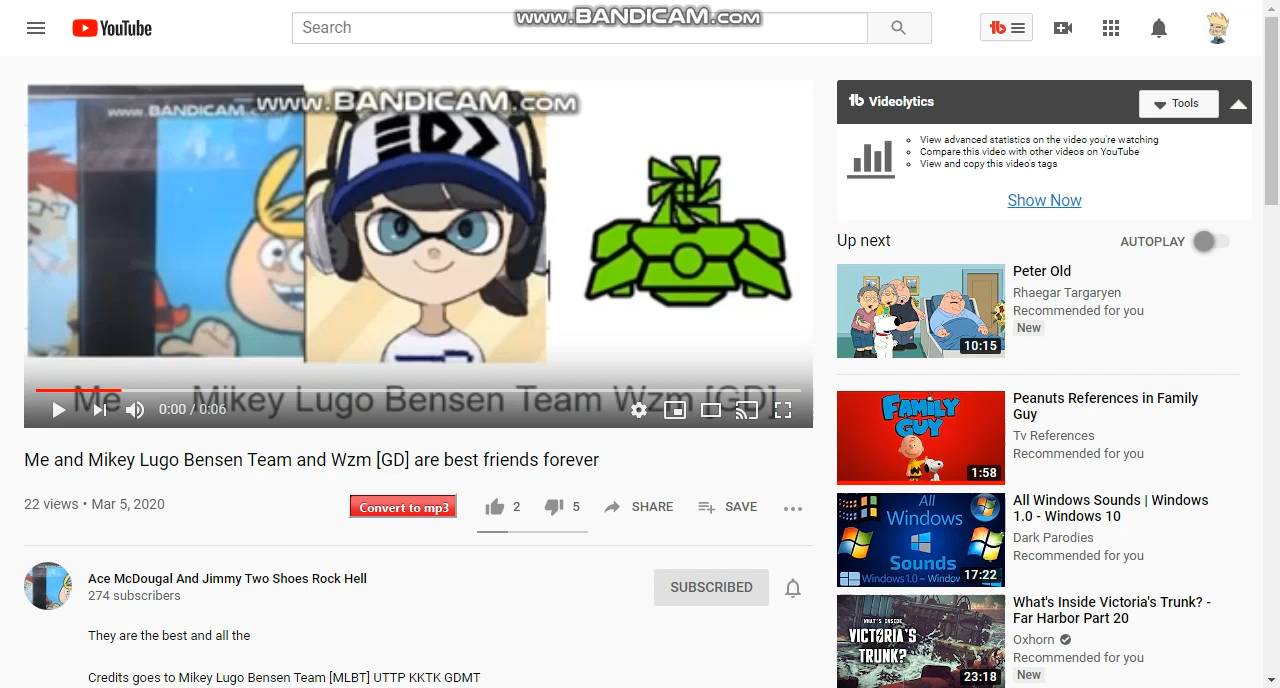 YouTube
Search
www.BANDICAM.com
Videolytics
Tools
View advanced statistics on the video you're watching
Compare this video with other videos on YouTube
View and copy this video's tags
Show Now
Up next
AUTOPLAY
www.BANDICAM.com
www.BANDICAM.com
Me Mikey Lugo Bensen Team Wzm [GD]
0:00 / 0:06
Me and Mikey Lugo Bensen Team and Wzm [GD] are best friends forever
22 views • Mar 5, 2020
Convert to mp3
2
5
SHARE
SAVE
Ace McDougal And Jimmy Two Shoes Rock Hell
274 subscribers
SUBSCRIBED
They are the best and all the
Credits goes to Mikey Lugo Bensen Team [MLBT] UTTP KKTK GDMT
10:15
Peter Old
Rhaegar Targaryen
Recommended for you
New
FAMILY
GUY
1:58
Peanuts References in Family
Guy
Tv References
Recommended for you
All
Windows
Sounds
Windows 1.0 - Window
17:22
All Windows Sounds | Windows
1.0 - Windows 10
Dark Parodies
Recommended for you
WHAT'S INSIDE
VICTORIA'S
TRUNK?
23:18
What's Inside Victoria's Trunk? -
Far Harbor Part 20
Oxhorn
Recommended for you
New